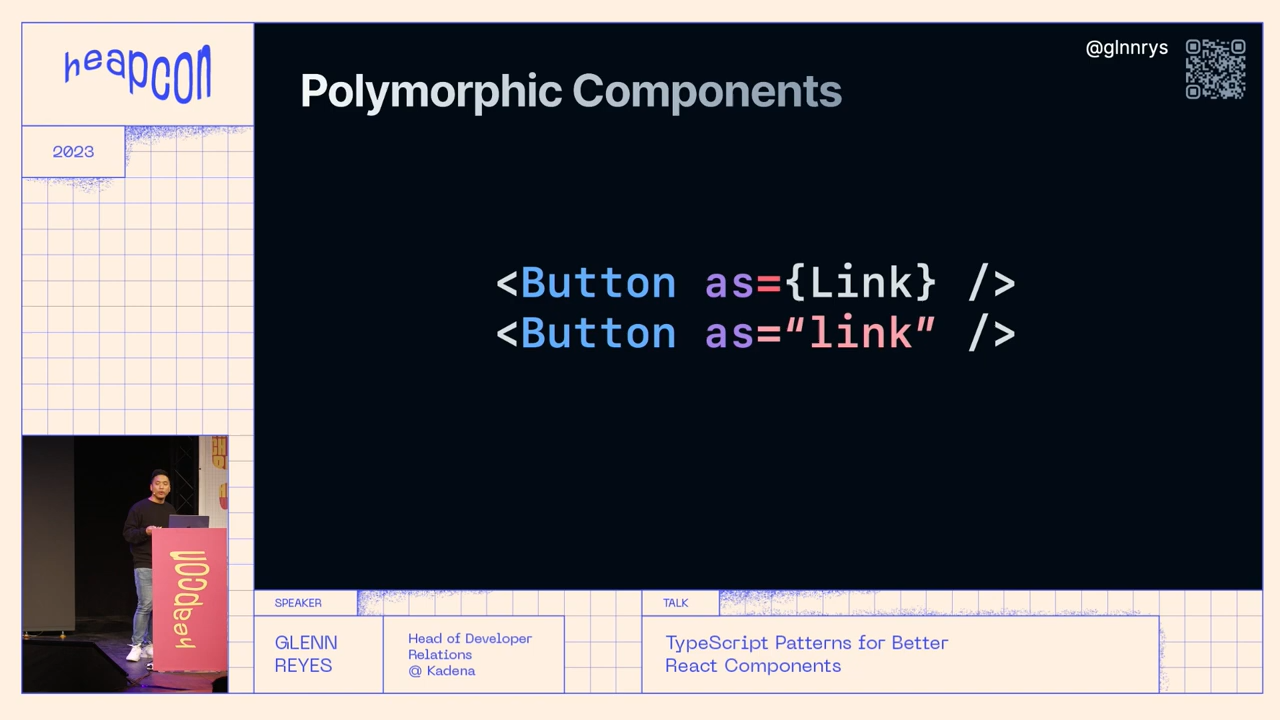 heapcon
2023
@glnnrys
Polymorphic Components
<Button as={Link} />
<Button as=“link” />
heapcon
SPEAKER
GLENN
REYES
Head of Developer
Relations
@ Kadena
TALK
TypeScript Patterns for Better
React Components